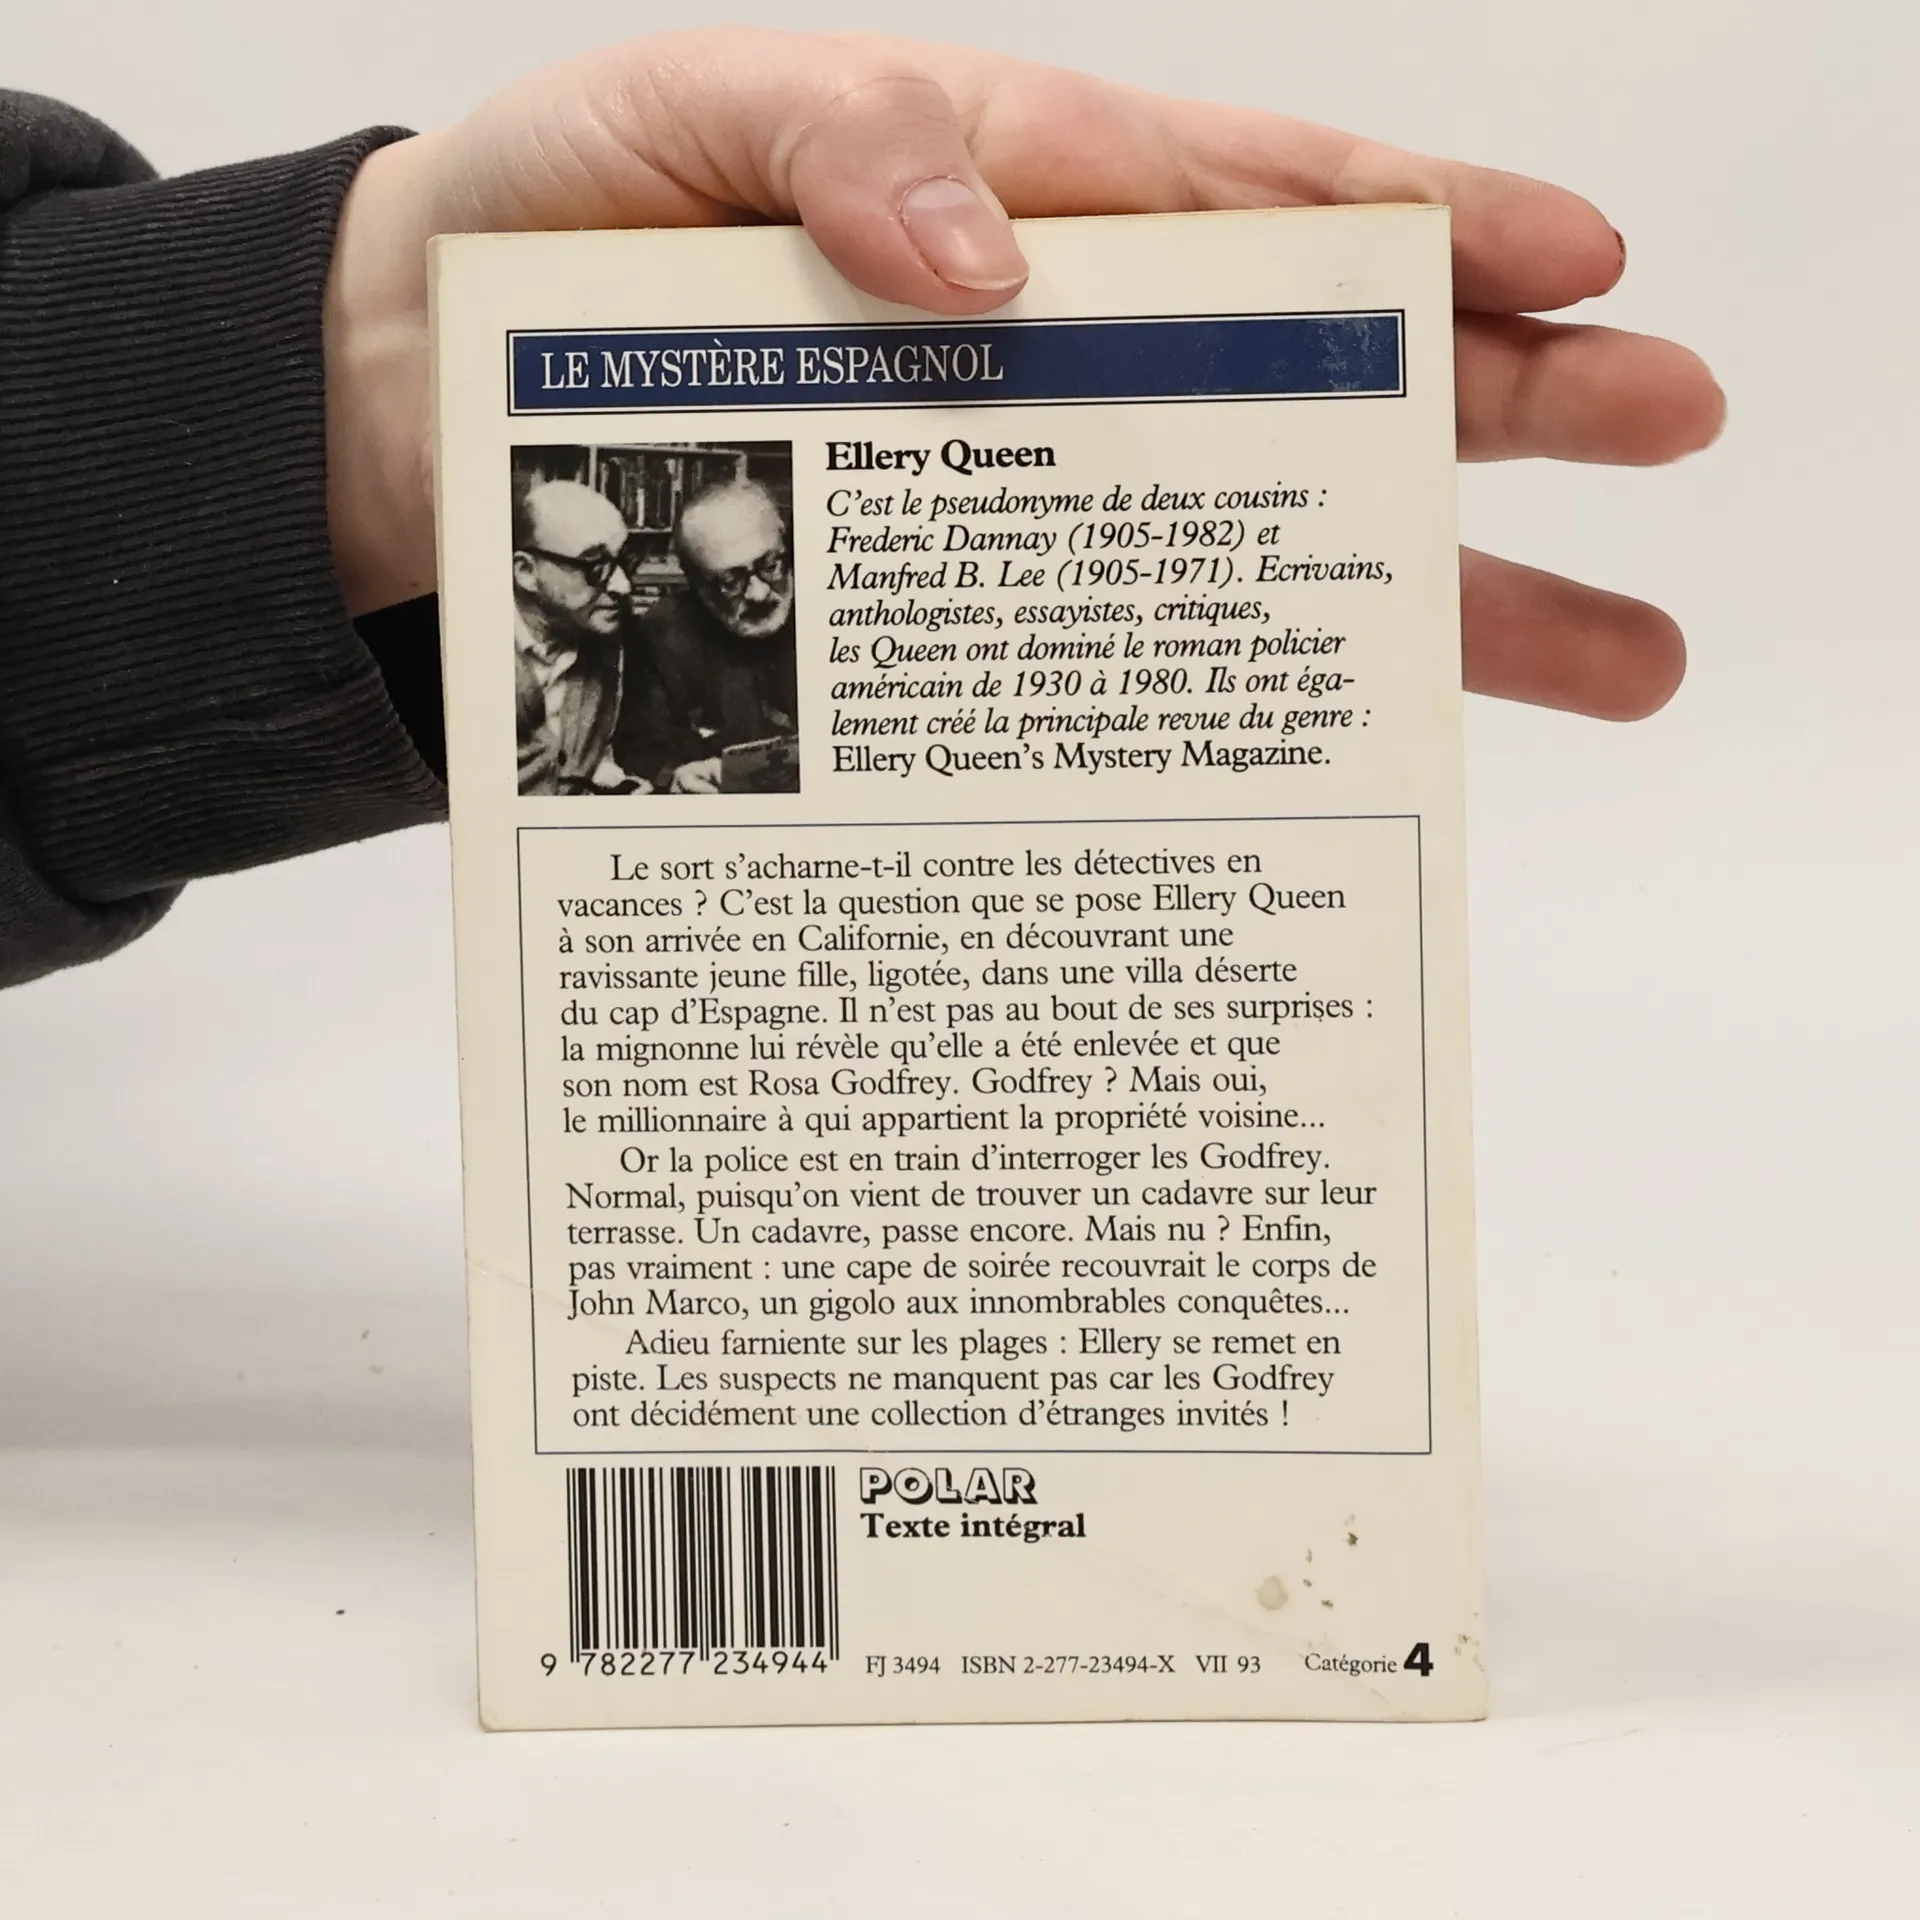 LE MYSTÈRE ESPAGNOL
Ellery Queen
C'est le pseudonyme de deux cousins :
Frederic Dannay (1905-1982) et
Manfred B. Lee (1905-1971). Ecrivains,
anthologistes, essayistes, critiques,
les Queen ont dominé le roman policier
américain de 1930 à 1980. Ils ont éga-
lement créé la principale revue du genre :
Ellery Queen's Mystery Magazine.
Le sort s'acharne-t-il contre les détectives en
vacances ? C'est la question que se pose Ellery Queen
à son arrivée en Californie, en découvrant une
ravissante jeune fille, ligotée, dans une villa déserte
du cap d'Espagne. Il n'est pas au bout de ses surprises :
la mignonne lui révèle qu'elle a été enlevée et que
son nom est Rosa Godfrey. Godfrey ? Mais oui,
le millionnaire à qui appartient la propriété voisine...
Or la police est en train d'interroger les Godfrey.
Normal, puisqu'on vient de trouver un cadavre sur leur
terrasse. Un cadavre, passe encore. Mais nu ? Enfin,
pas vraiment : une cape de soirée recouvrait le corps de
John Marco, un gigolo aux innombrables conquêtes...
Adieu farniente sur les plages : Ellery se remet en
piste. Les suspects ne manquent pas car les Godfrey
ont décidément une collection d'étranges invités !
POLAR
Texte intégral
9 782277 234944
FJ 3494 ISBN 2-277-23494-X VII 93 Catégorie 4